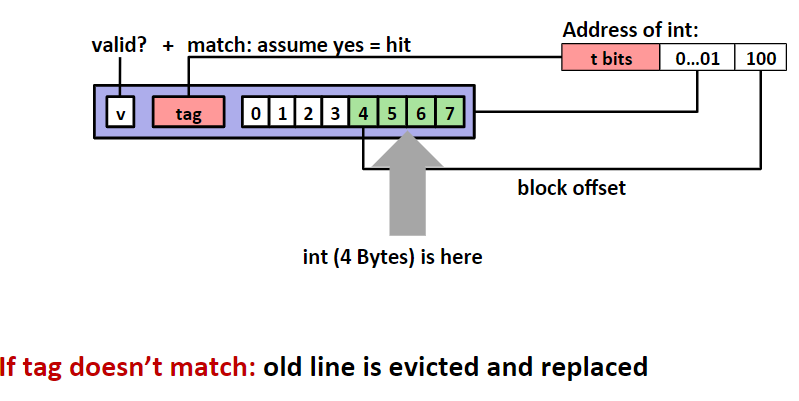 Address of int:
valid? + match: assume yes = hit
t bits 0...01 100
v tag 0 1 2 3 4 5 6 7
block offset
int (4 Bytes) is here
If tag doesn’t match: old line is evicted and replaced